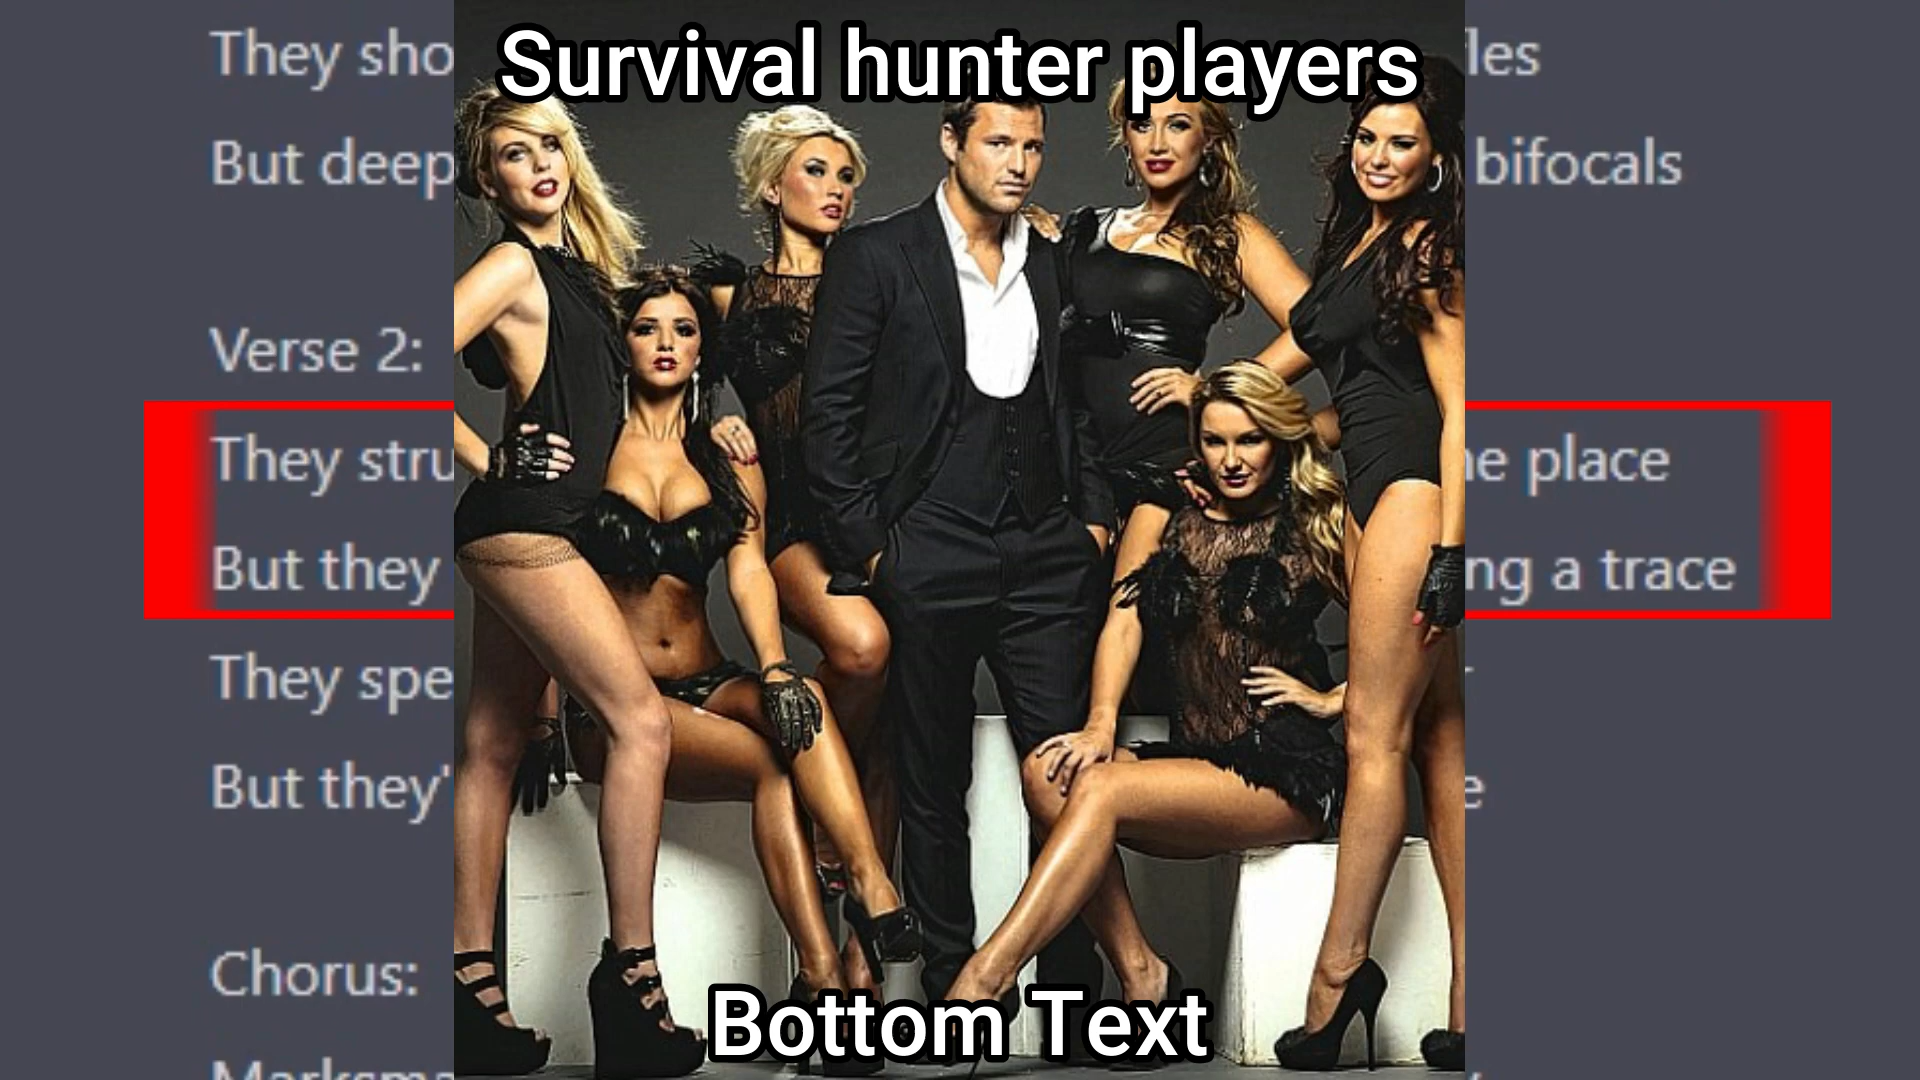 Survival hunter players
They sho
But deep
Verse 2:
They stru
But they
They spe
But they'
Chorus:
bifocals
he place
ng a trace
Bottom Text